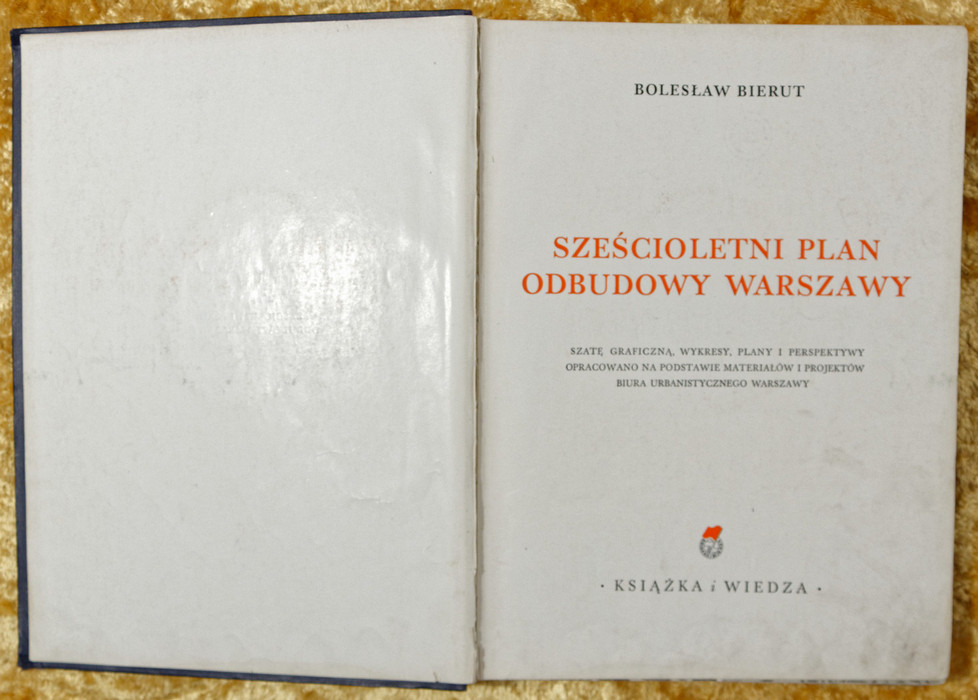 BOLESŁAW BIERUT
SZEŚCIOLETNI PLAN
ODBUDOWY WARSZAWY
SZATĘ GRAFICZNĄ, WYKRESY, PLANY I PERSPEKTYWY
OPRACOWANO NA PODSTAWIE MATERIAŁÓW I PROJEKTÓW
BIURA URBANISTYCZNEGO WARSZAWY
· KSIĄŻKA i WIEDZA ·